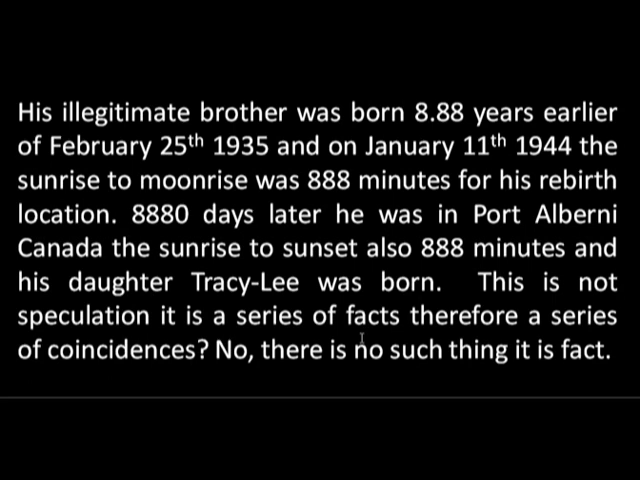 His illegitimate brother was born 8.88 years earlier
of February 25th 1935 and on January 11th 1944 the
sunrise to moonrise was 888 minutes for his rebirth
location. 8880 days later he was in Port Alberni
Canada the sunrise to sunset also 888 minutes and
his daughter Tracy-Lee was born. This is not
speculation it is a series of facts therefore a series
of coincidences? No, there is no such thing it is fact.